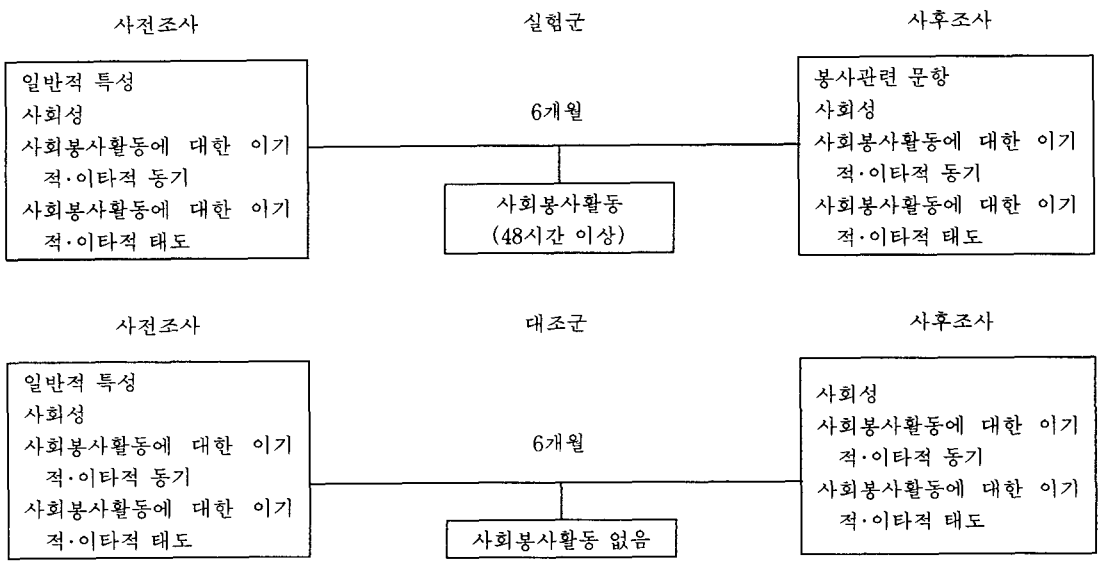 사전조사
실험군
사후조사
일반적 특성
사회성
사회봉사활동에 대한 이기
적·이타적 동기
사회봉사활동에 대한 이기
적·이타적 태도
6개월
사회봉사활동
(48시간 이상)
봉사관련 문항
사회성
사회봉사활동에 대한 이기
적·이타적 동기
사회봉사활동에 대한 이기
적·이타적 태도
사전조사
대조군
사후조사
일반적 특성
사회성
사회봉사활동에 대한 이기
적·이타적 동기
사회봉사활동에 대한 이기
적·이타적 태도
6개월
사회봉사활동 없음
사회성
사회봉사활동에 대한 이기
적·이타적 동기
사회봉사활동에 대한 이기
적·이타적 태도